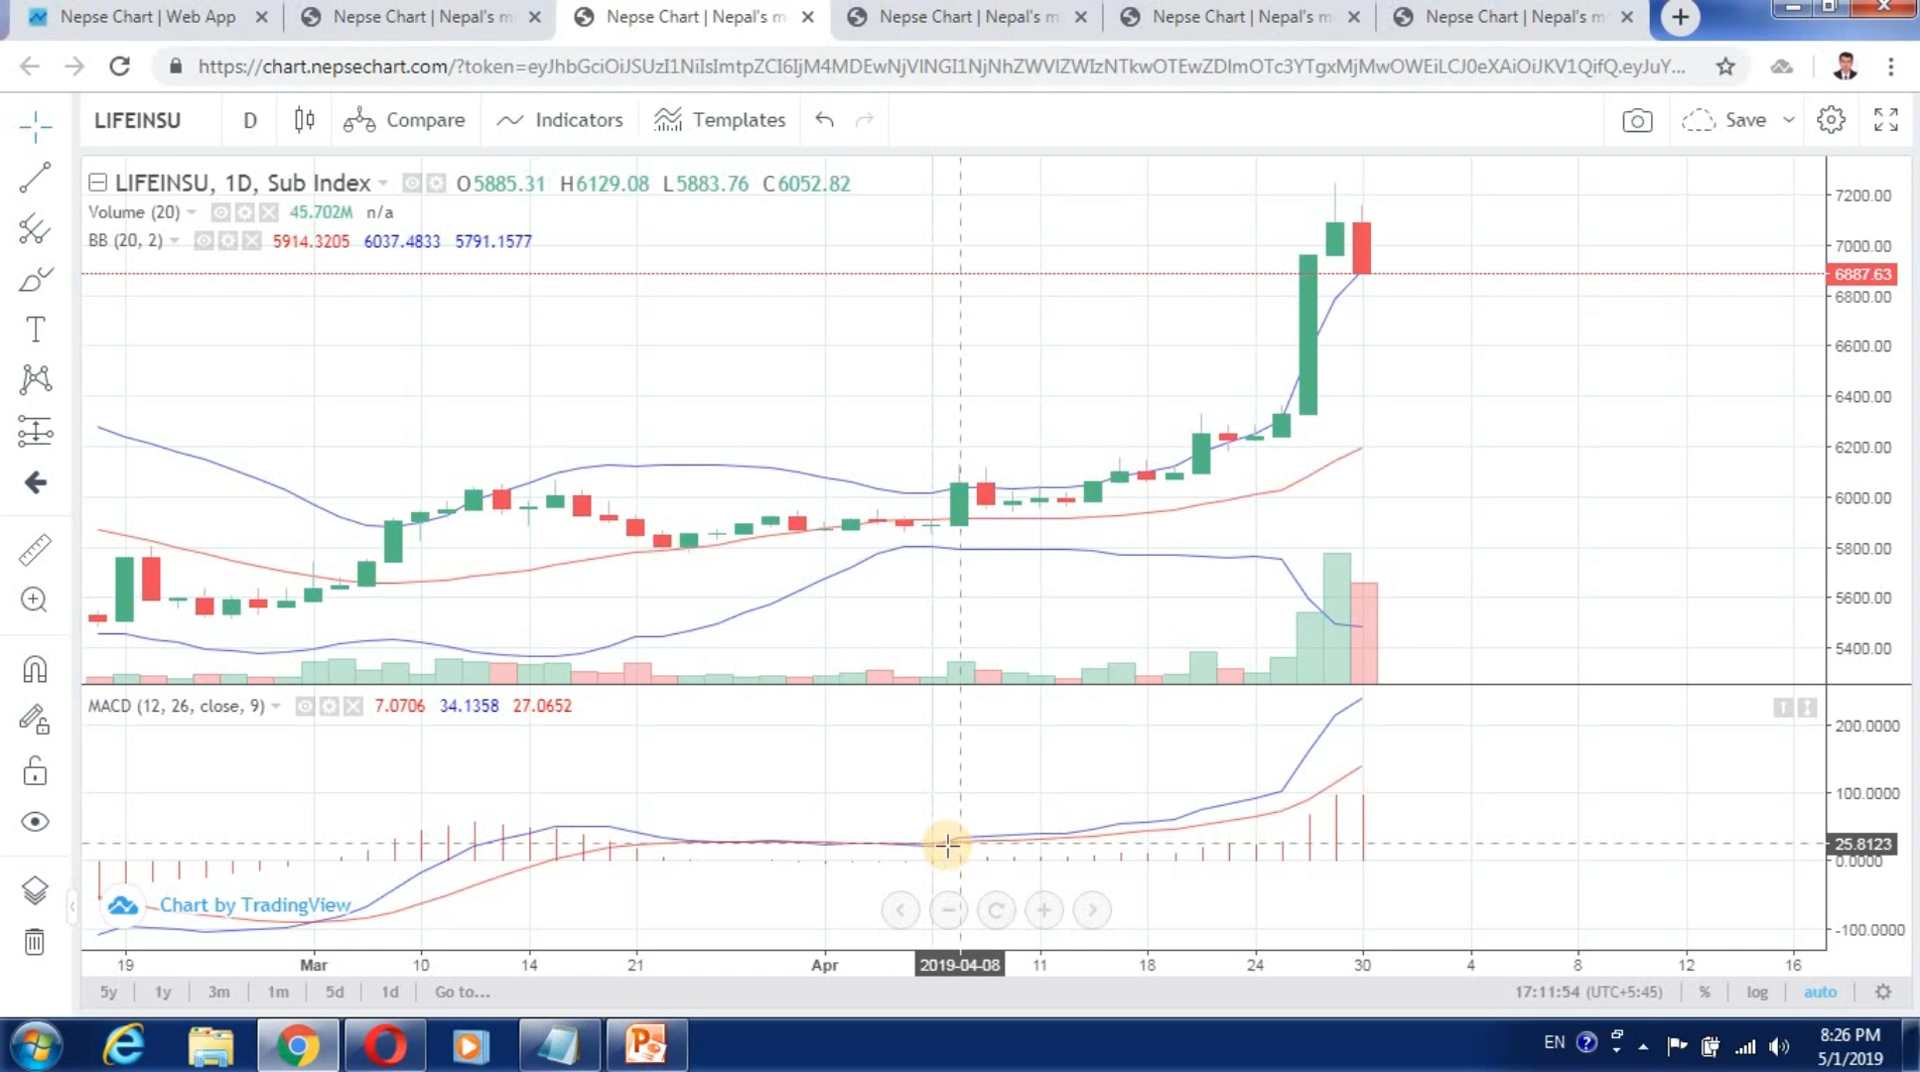 Nepse Chart | Web App
Nepse Chart | Nepal's m
Nepse Chart | Nepal's m
Nepse Chart | Nepal's m
Nepse Chart | Nepal's m
Nepse Chart | Nepal's m
LIFEINSU D Compare Indicators Templates Save
LIFEINSU, 1D, Sub Index O5885.31 H6129.08 L5883.76 C6052.82
Volume (20) 45.702M n/a
BB (20, 2) 5914.3205 6037.4833 5791.1577
7200.00
7000.00
6887.63
6800.00
6600.00
6400.00
6200.00
6000.00
5800.00
5600.00
5400.00
MACD (12, 26, close, 9) 7.0706 34.1358 27.0652
200.0000
100.0000
25.8123
0.0000
-100.0000
Chart by TradingView
19 Mar 10 14 21 Apr 2019-04-08 11 18 24 30 4 8 12 16
5y 1y 3m 1m 5d 1d Go to... 17:11:54 (UTC+5:45) % log auto
EN
8:26 PM
5/1/2019